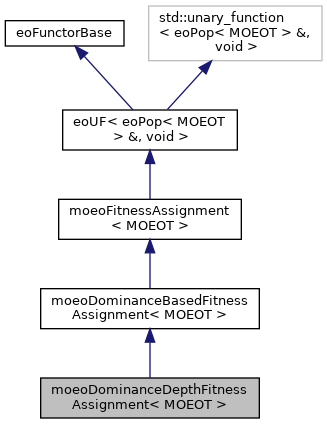 eoFunctorBase
std::unary_function
< eoPop< MOEOT > &,
void >
eoUF< eoPop< MOEOT
> &, void >
moeoFitnessAssignment
< MOEOT >
moeoDominanceBasedFitness
Assignment< MOEOT >
moeoDominanceDepthFitness
Assignment< MOEOT >